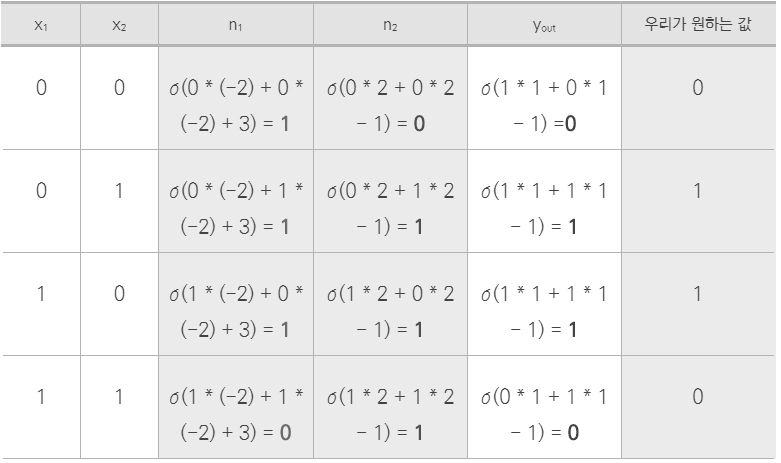 x₁ x₂ n₁ n₂ y_out 우리가 원하는 값
0 0 σ(0 * (-2) + 0 * σ(0 * 2 + 0 * 2 σ(1 * 1 + 0 * 1 0
(-2) + 3) = 1 - 1) = 0 - 1) =0
0 1 σ(0 * (-2) + 1 * σ(0 * 2 + 1 * 2 σ(1 * 1 + 1 * 1 1
(-2) + 3) = 1 - 1) = 1 - 1) = 1
1 0 σ(1 * (-2) + 0 * σ(1 * 2 + 0 * 2 σ(1 * 1 + 1 * 1 1
(-2) + 3) = 1 - 1) = 1 - 1) = 1
1 1 σ(1 * (-2) + 1 * σ(1 * 2 + 1 * 2 σ(0 * 1 + 1 * 1 0
(-2) + 3) = 0 - 1) = 1 - 1) = 0